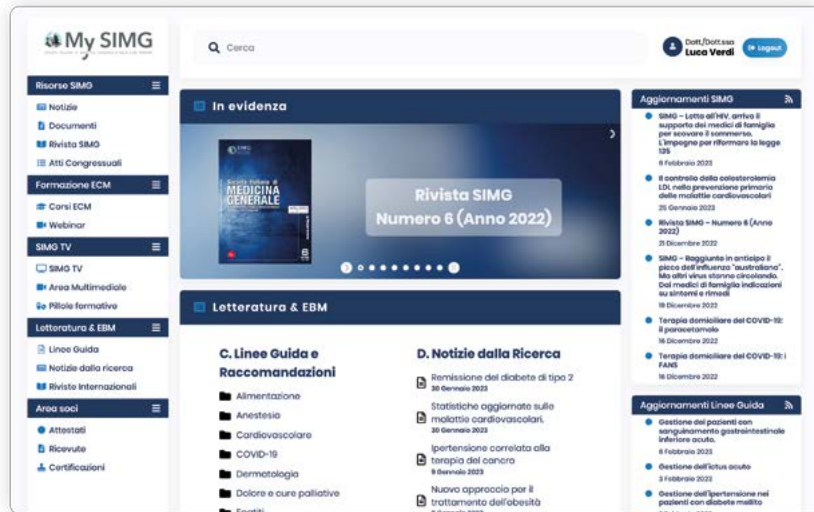 My SIMG
Cerca
Dott/Dott.ssa
Luca Verdi
Logout
Risorse SIMG
Notizie
Documenti
Rivista SIMG
Atti Congressuali
Formazione ECM
Corsi ECM
Webinar
SIMG TV
SIMG TV
Area Multimediale
Pillole formative
Letteratura & EBM
Linee Guida
Notizie dalla ricerca
Riviste Internazionali
Area soci
Attestati
Ricevute
Certificazioni
In evidenza
MEDICINA
GENERALE
Rivista SIMG
Numero 6 (Anno 2022)
Letteratura & EBM
C. Linee Guida e
Raccomandazioni
Alimentazione
Anestesia
Cardiovascolare
COVID-19
Dermatologia
Dolore e cure palliative
D. Notizie dalla Ricerca
Remissione del diabete di tipo 2
30 Gennaio 2023
Statistiche aggiornate sulle
malattie cardiovascolari.
30 Gennaio 2023
Ipertensione correlata alla
terapia del cancro
9 Gennaio 2023
Nuovo approccio per il
trattamento dell'obesità
Aggiornamenti SIMG
SIMG – Lotta all'HIV, arriva il
supporto dei medici di famiglia
per scovare il sommerso.
L'impegno per riformare la legge
135
6 Febbraio 2023
Il controllo della colesterolemia
LDL nella prevenzione primaria
delle malattie cardiovascolari
25 Gennaio 2023
Rivista SIMG – Numero 6 (Anno
2022)
21 Dicembre 2022
SIMG – Raggiunto in anticipo il
picco dell'influenza "australiana".
Ma altri virus stanno circolando.
Dai medici di famiglia indicazioni
su sintomi e rimedi
19 Dicembre 2022
Terapia domiciliare del COVID-19:
il paracetamolo
16 Dicembre 2022
Terapia domiciliare del COVID-19: i
FANS
16 Dicembre 2022
Aggiornamenti Linee Guida
Gestione dei pazienti con
sanguinamento gastrointestinale
inferiore acuto.
6 Febbraio 2023
Gestione dell'ictus acuto
3 Febbraio 2023
Gestione dell'ipertensione nei
pazienti con diabete mellito